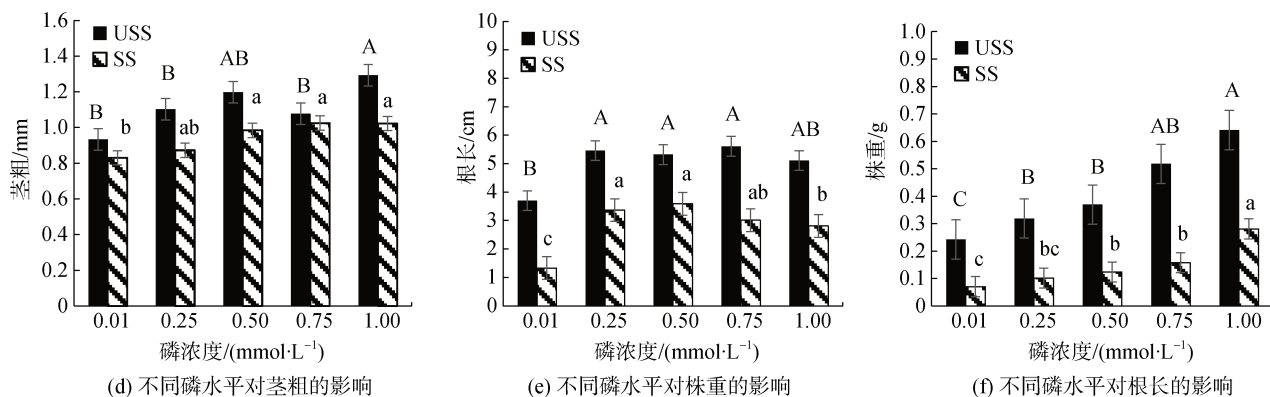 1.6
1.4
1.2
1.0
0.8
0.6
0.4
0.2
0
茎粗/mm
USS
SS
B b
B ab
AB a
B a
A a
0.01 0.25 0.50 0.75 1.00
磷浓度/(mmol·L⁻¹)
(d) 不同磷水平对茎粗的影响
10
9
8
7
6
5
4
3
2
1
0
根长/cm
USS
SS
B c
A a
A a
A ab
AB b
0.01 0.25 0.50 0.75 1.00
磷浓度/(mmol·L⁻¹)
(e) 不同磷水平对株重的影响
1.0
0.9
0.8
0.7
0.6
0.5
0.4
0.3
0.2
0.1
0
株重/g
USS
SS
C c
B bc
B b
AB b
A a
0.01 0.25 0.50 0.75 1.00
磷浓度/(mmol·L⁻¹)
(f) 不同磷水平对根长的影响